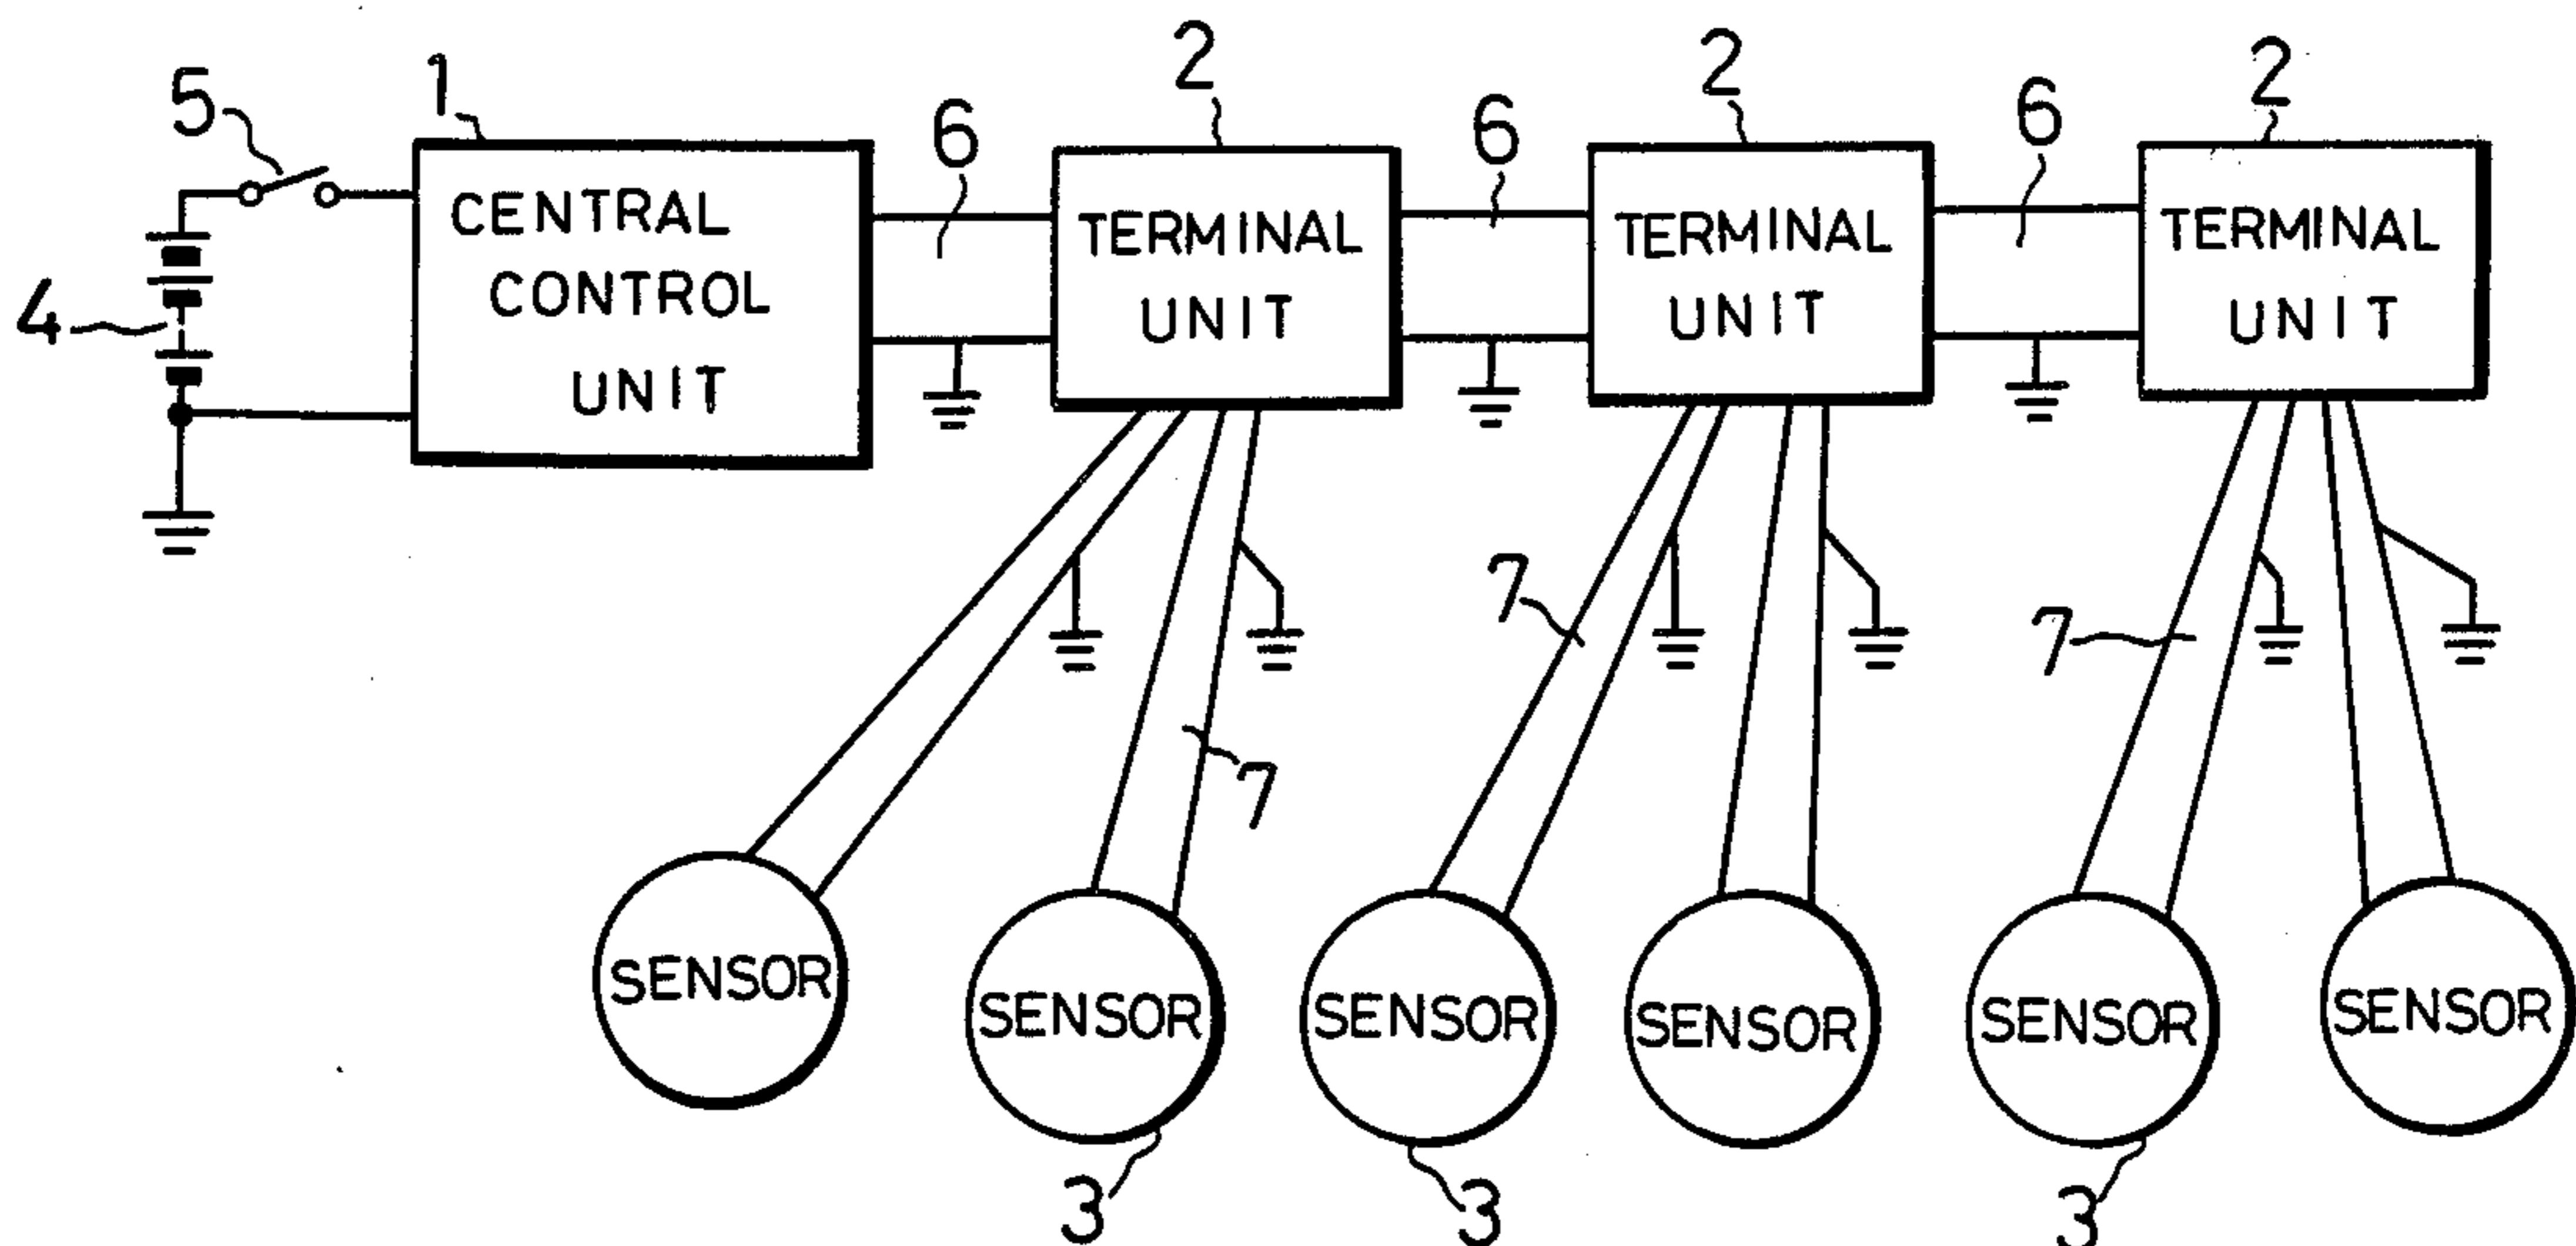 1
2
2
2
5
6
6
6
CENTRAL
CONTROL
UNIT
TERMINAL
UNIT
TERMINAL
UNIT
TERMINAL
UNIT
4
7
7
7
SENSOR
SENSOR
SENSOR
SENSOR
SENSOR
SENSOR
3
3
3